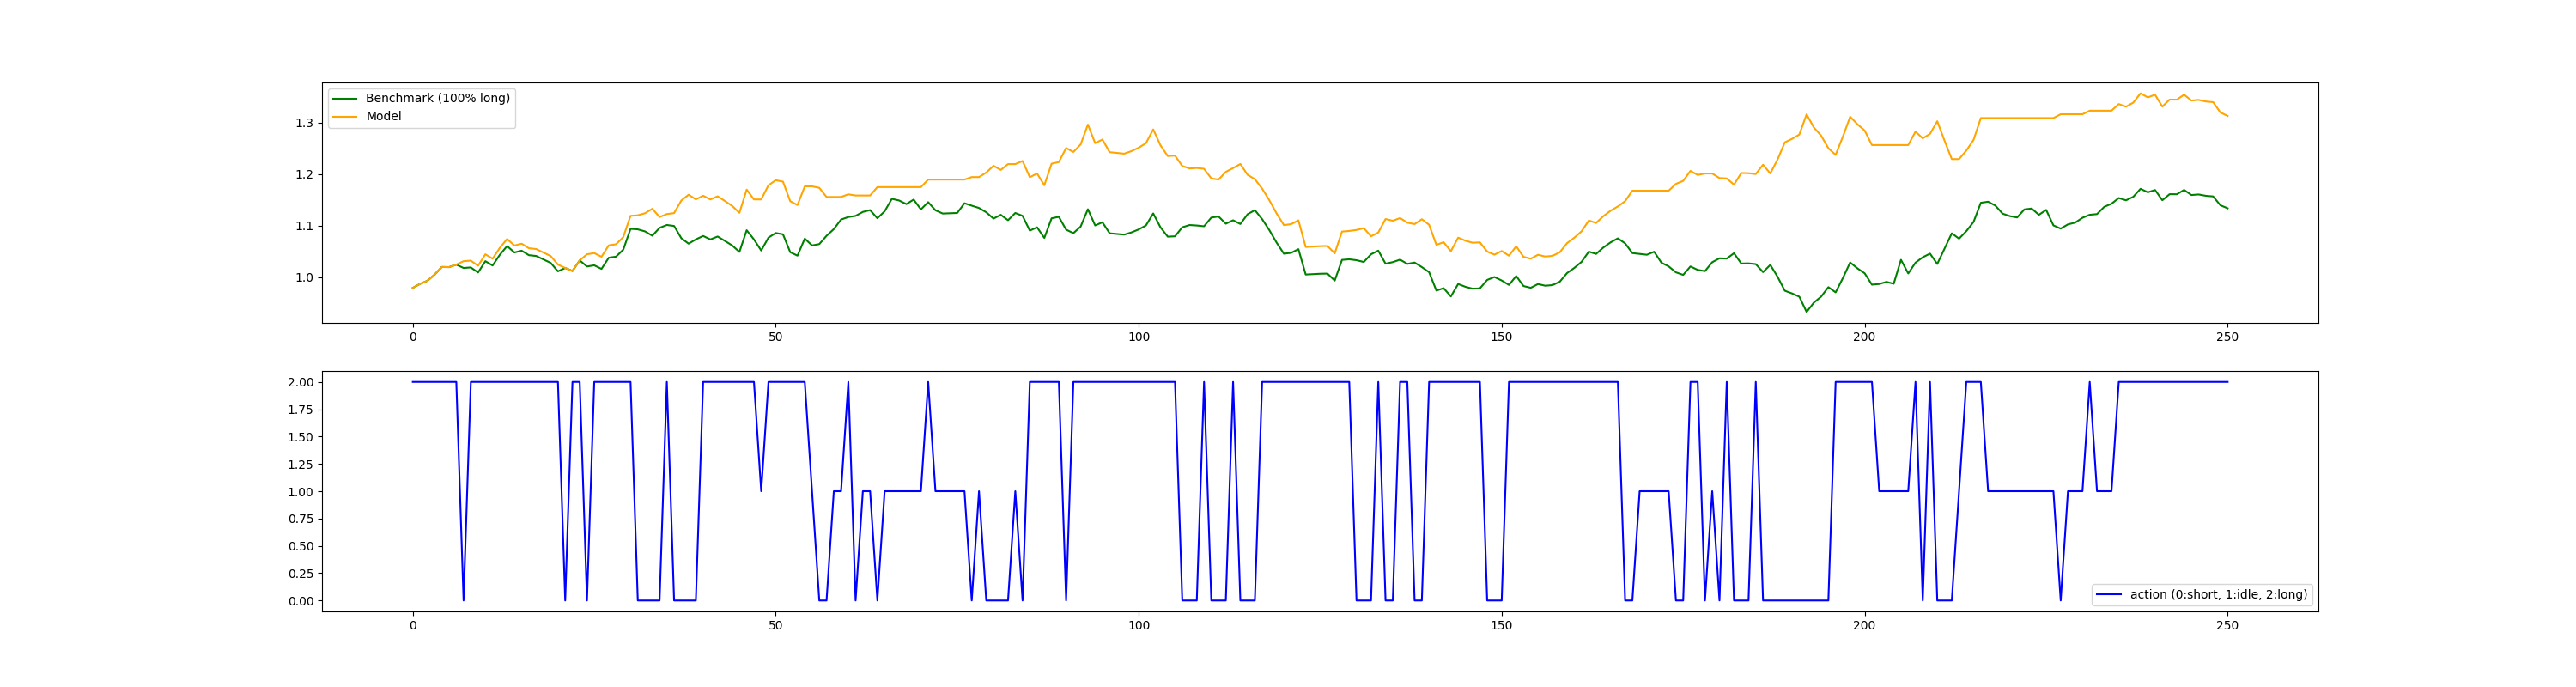 Benchmark (100% long)
Model
1.3
1.2
1.1
1.0
0 50 100 150 200 250
2.00
1.75
1.50
1.25
1.00
0.75
0.50
0.25
0.00
action (0:short, 1:idle, 2:long)
0 50 100 150 200 250